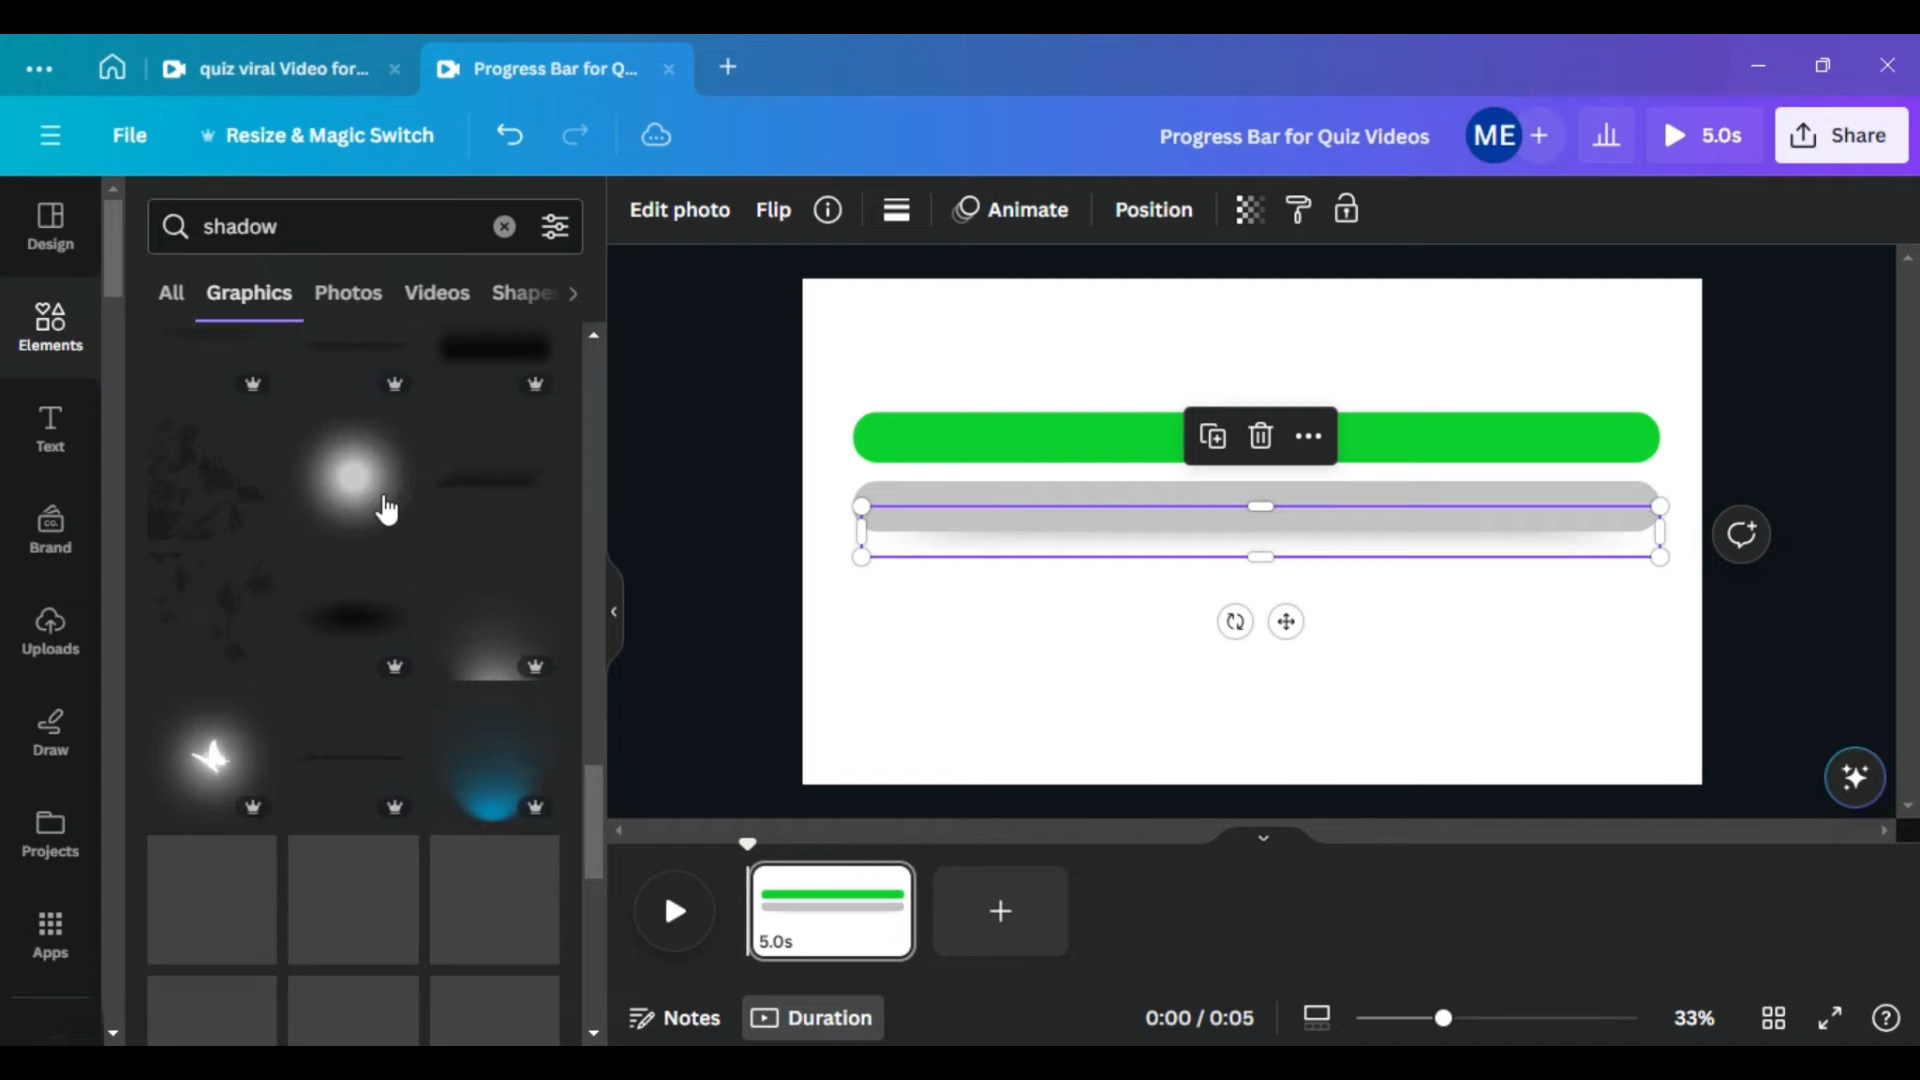 quiz viral Video for...
Progress Bar for Q...
File
Resize & Magic Switch
Progress Bar for Quiz Videos
ME
5.0s
Share
Design
Elements
Text
CO.
Brand
Uploads
Draw
Projects
Apps
shadow
All
Graphics
Photos
Videos
Shape
Edit photo
Flip
Animate
Position
5.0s
Notes
Duration
0:00 / 0:05
33%